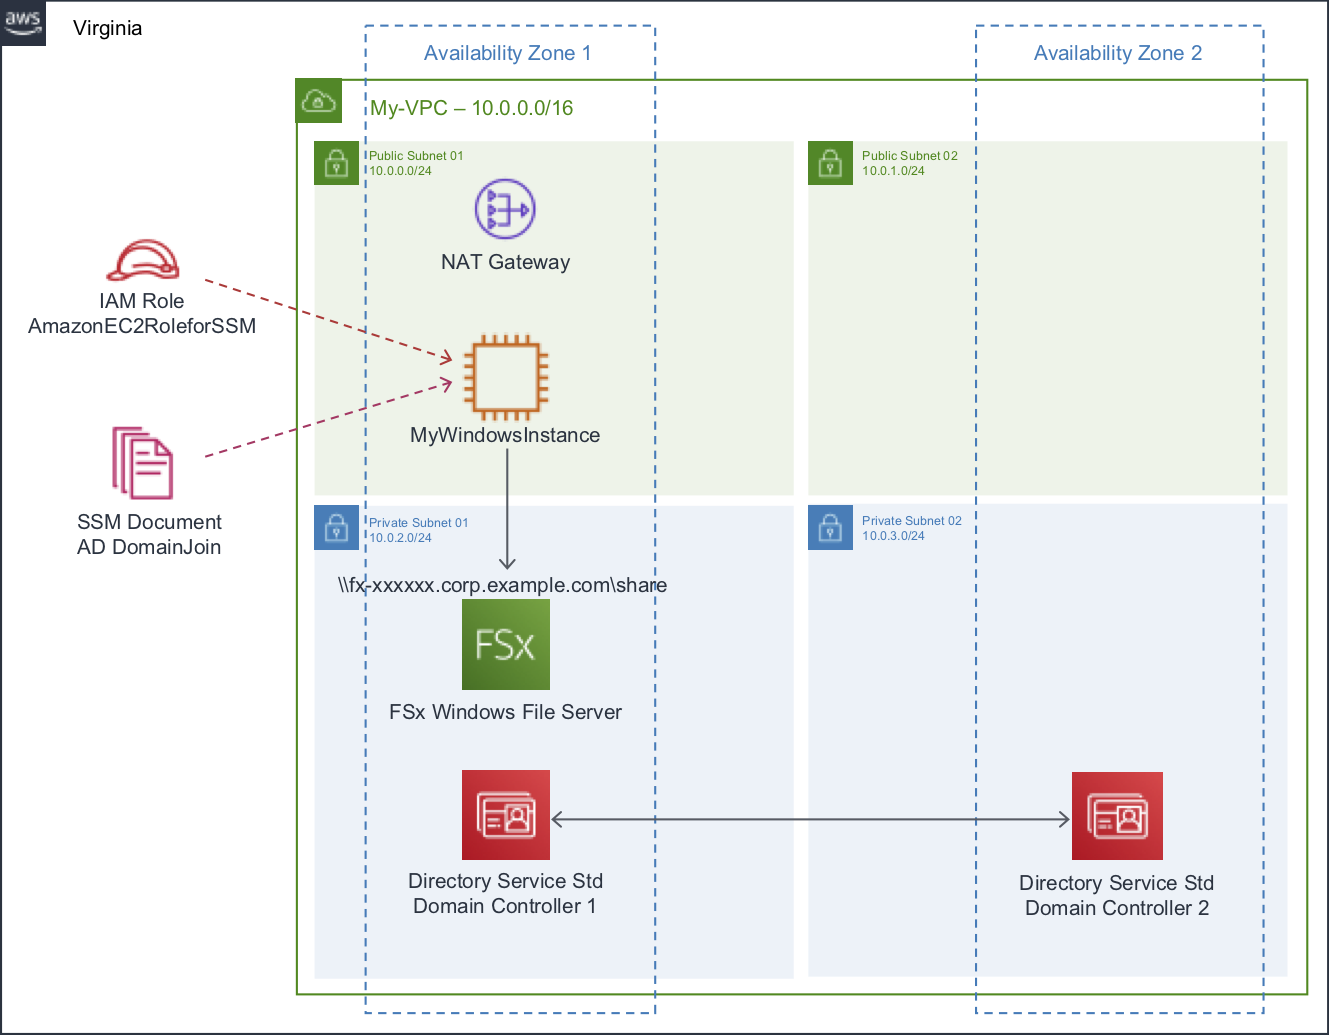 aws
Virginia
Availability Zone 1
Availability Zone 2
My-VPC – 10.0.0.0/16
Public Subnet 01
10.0.0.0/24
Public Subnet 02
10.0.1.0/24
NAT Gateway
IAM Role
AmazonEC2RoleforSSM
MyWindowsInstance
SSM Document
AD DomainJoin
Private Subnet 01
10.0.2.0/24
Private Subnet 02
10.0.3.0/24
\\fx-xxxxxx.corp.example.com\share
FSx
FSx Windows File Server
Directory Service Std
Domain Controller 1
Directory Service Std
Domain Controller 2